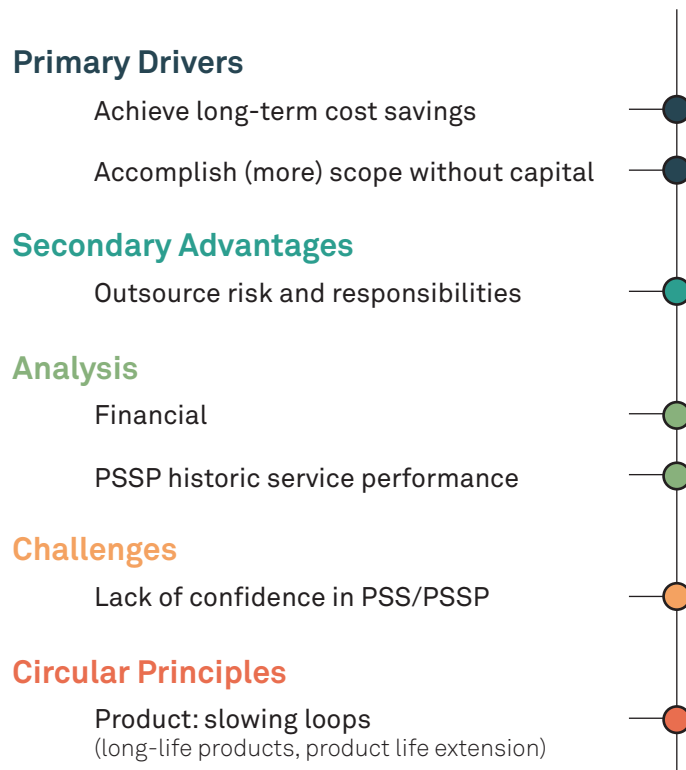 Primary Drivers
Achieve long-term cost savings
Accomplish (more) scope without capital
Secondary Advantages
Outsource risk and responsibilities
Analysis
Financial
PSSP historic service performance
Challenges
Lack of confidence in PSS/PSSP
Circular Principles
Product: slowing loops
(long-life products, product life extension)